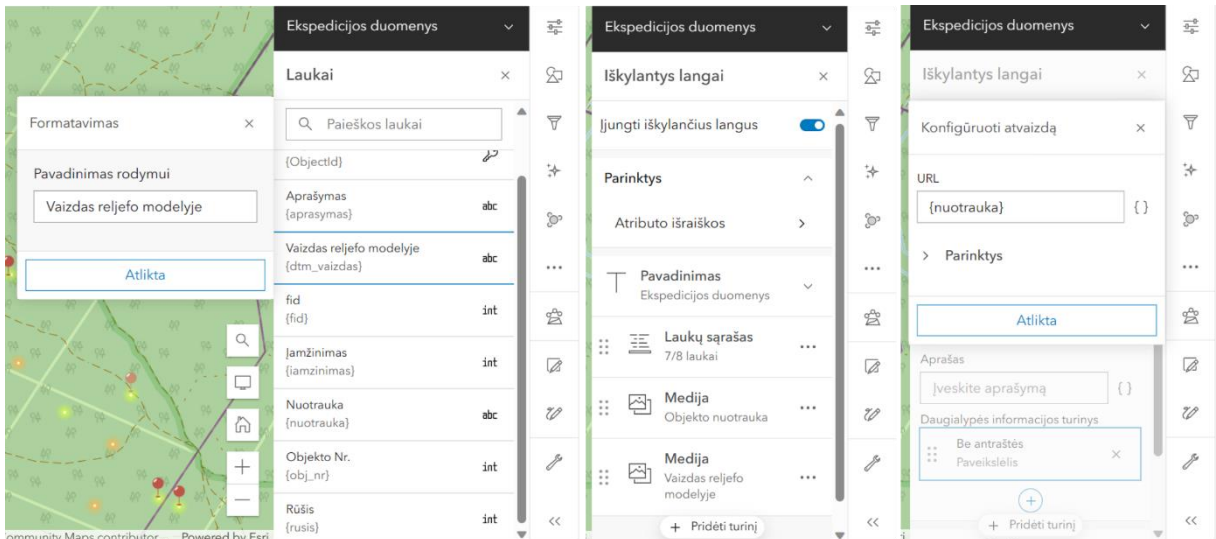 Formatavimas
Pavadinimas rodymui
Vaizdas reljefo modelyje
Atlikta
Powered by Esri
Ekspedicijos duomenys
Laukai
Paieškos laukai
{ObjectId}
Aprašymas
{aprasymas}
abc
Vaizdas reljefo modelyje
{dtm_vaizdas}
abc
fid
{fid}
int
Įamžinimas
{iamzinimas}
int
Nuotrauka
{nuotrauka}
abc
Objekto Nr.
{obj_nr}
int
Rūšis
{rusis}
int
Ekspedicijos duomenys
Iškylantys langai
Įjungti iškylančius langus
Parinktys
Atributo išraiškos
Pavadinimas
Ekspedicijos duomenys
Laukų sąrašas
7/8 laukai
Medija
Objekto nuotrauka
Medija
Vaizdas reljefo
modelyje
+ Pridėti turinį
Ekspedicijos duomenys
Iškylantys langai
Konfigūruoti atvaizdą
URL
{nuotrauka}
{}
Parinktys
Atlikta
Aprašas
Įveskite aprašymą
{}
Daugialypės informacijos turinys
Be antraštės
Paveikslėlis
+ Pridėti turinį